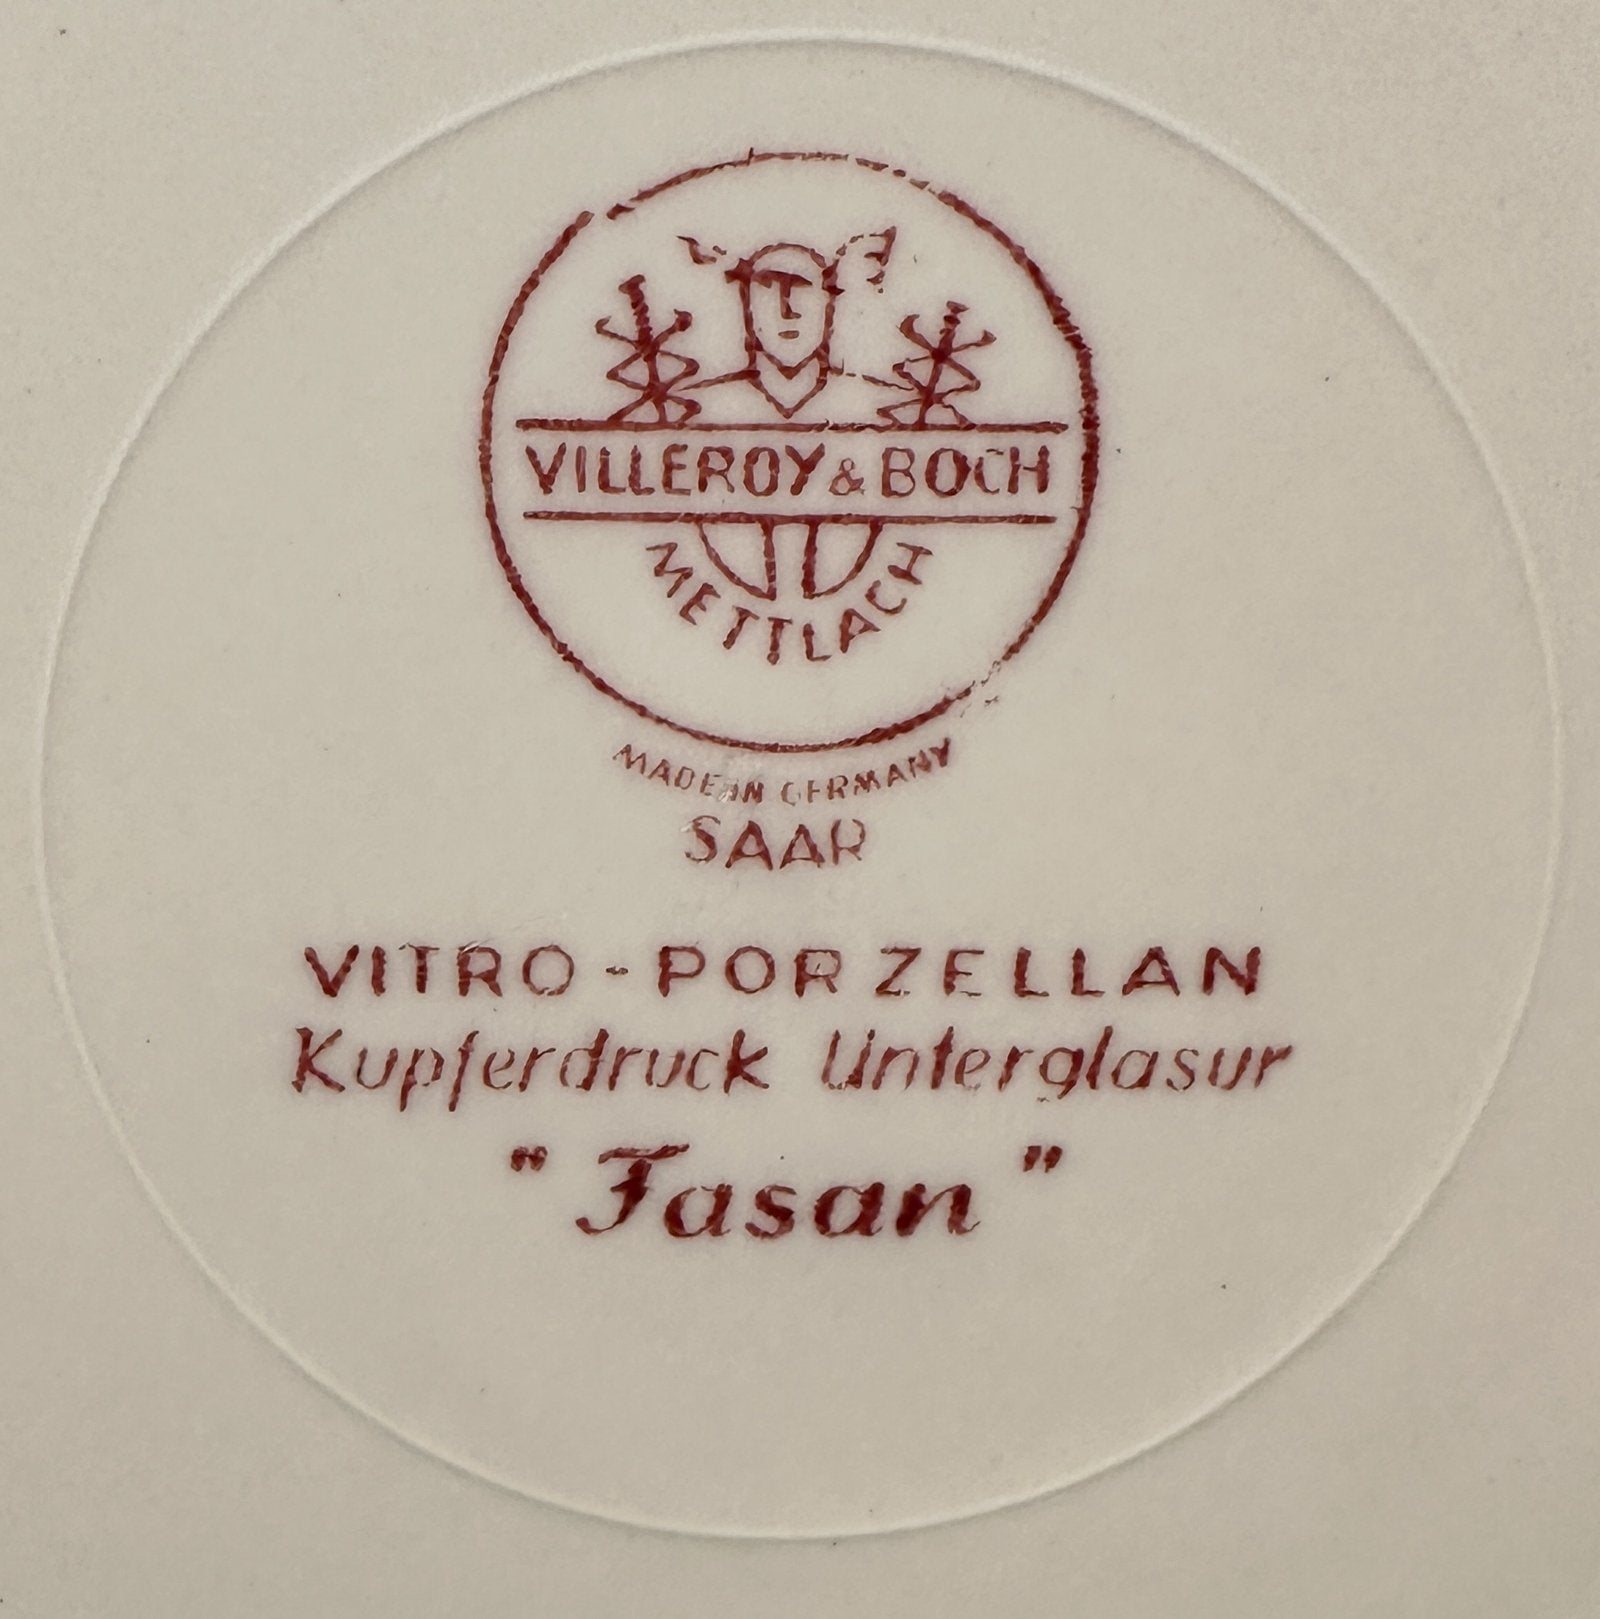 VILLEROY & BOCH
METTLACH
MADE IN GERMANY
SAAR
VITRO-PORZELLAN
Kupferdruck Unterglasur
"Fasan"